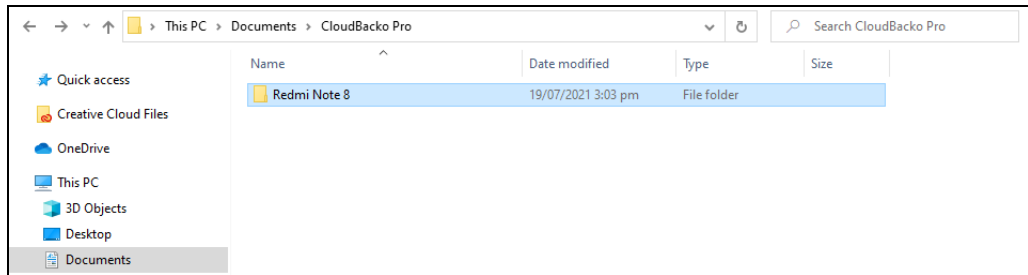 This PC > Documents > CloudBacko Pro
Search CloudBacko Pro
Name Date modified Type Size
Quick access
Redmi Note 8 19/07/2021 3:03 pm File folder
Creative Cloud Files
OneDrive
This PC
3D Objects
Desktop
Documents